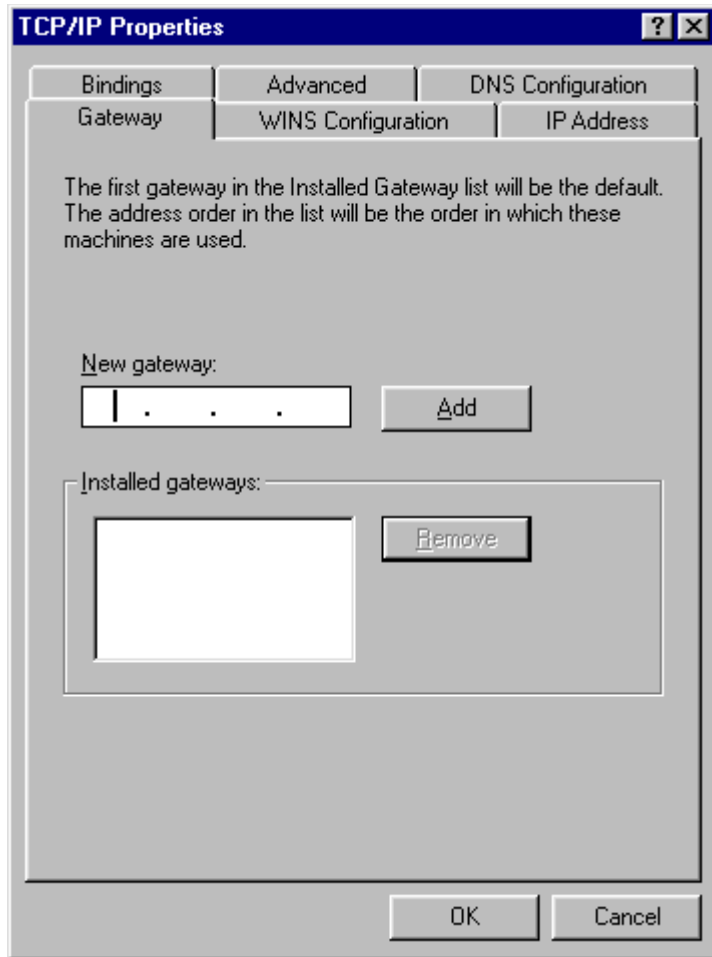 TCP/IP Properties
Bindings Advanced DNS Configuration
Gateway WINS Configuration IP Address
The first gateway in the Installed Gateway list will be the default.
The address order in the list will be the order in which these
machines are used.
New gateway:
. . .
Add
Installed gateways:
Remove
OK Cancel